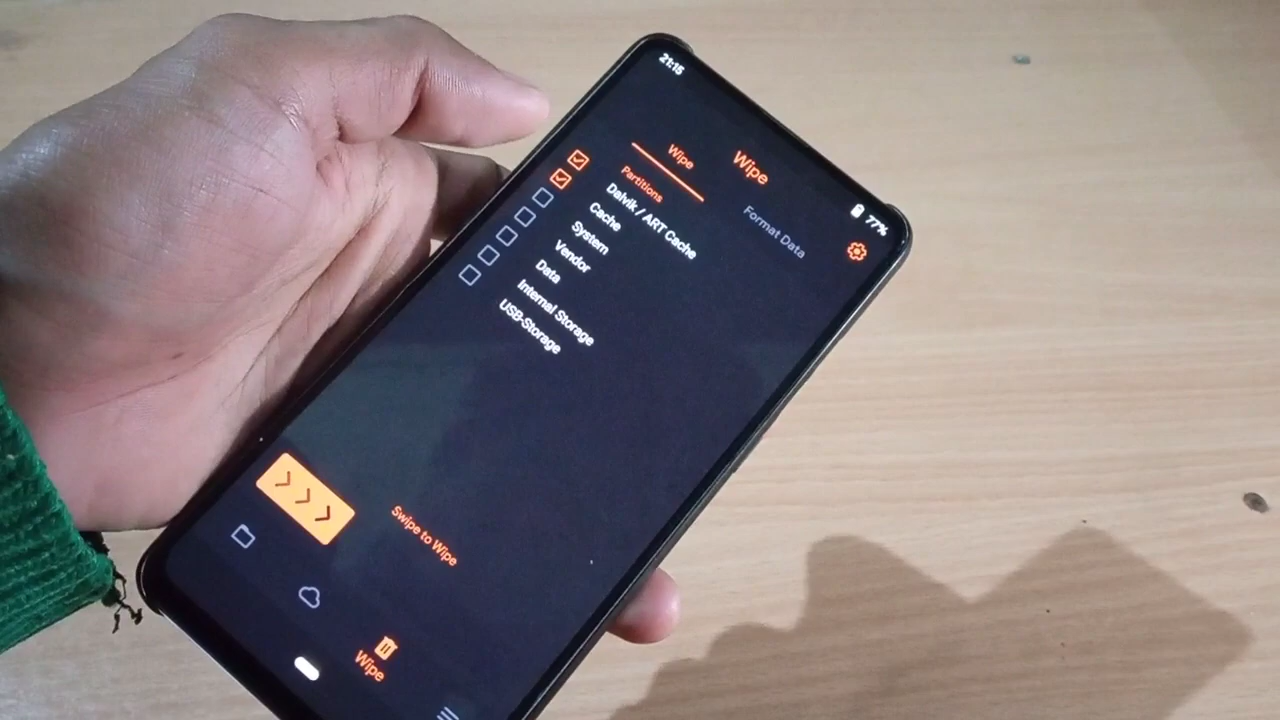 21:15
77%
Wipe
Wipe
Format Data
Partitions
Dalvik / ART Cache
Cache
System
Vendor
Data
Internal Storage
USB-Storage
Swipe to Wipe
Wipe